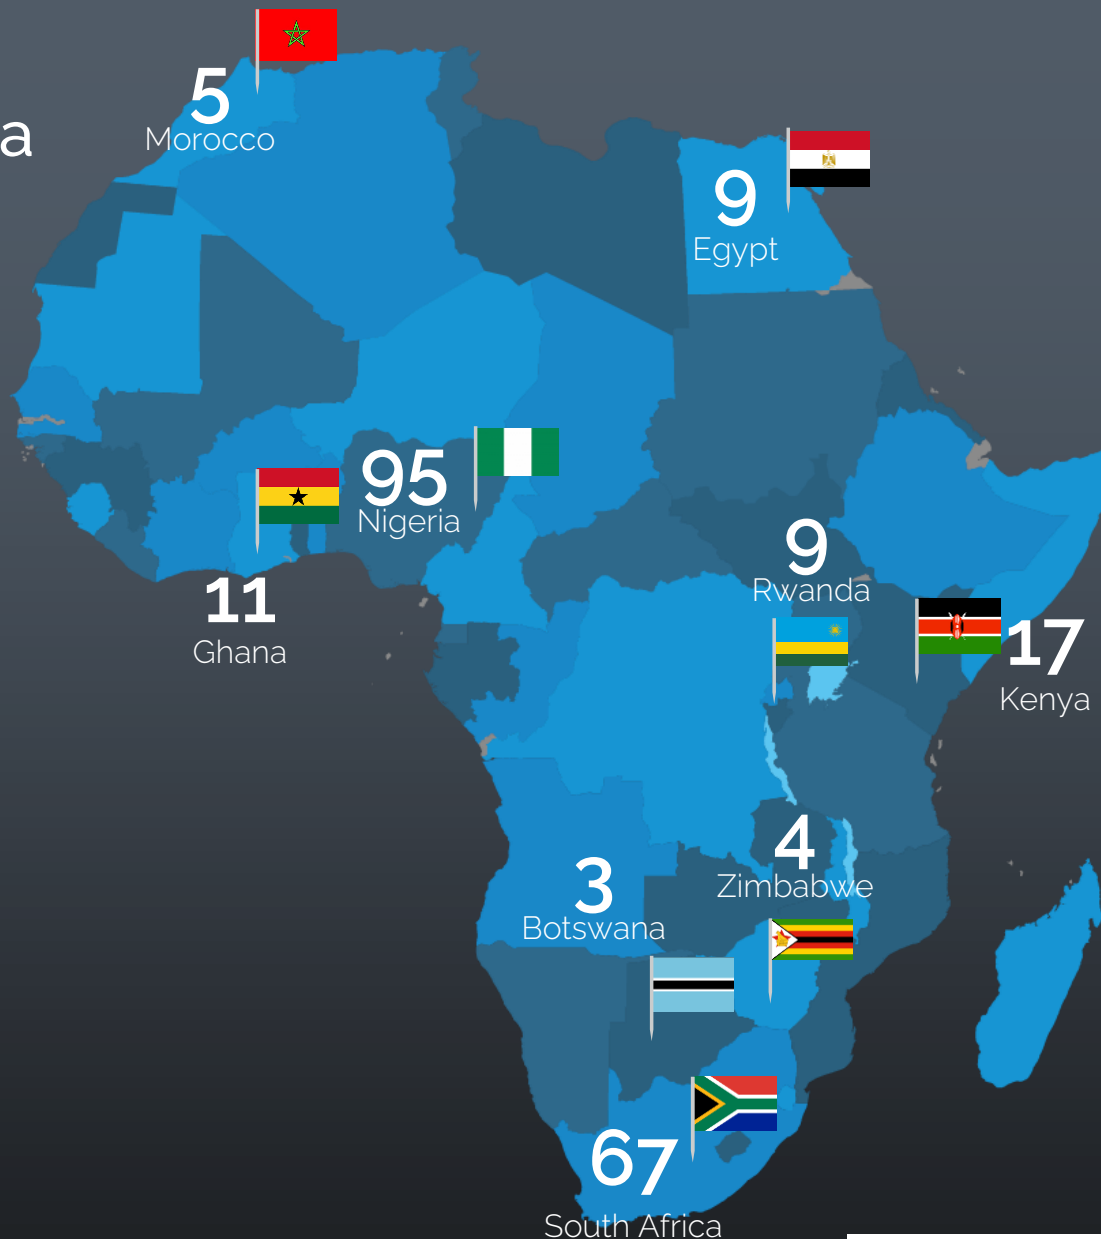 5
Morocco
a
9
Egypt
95
Nigeria
9
Rwanda
11
Ghana
17
Kenya
4
Zimbabwe
3
Botswana
67
South Africa